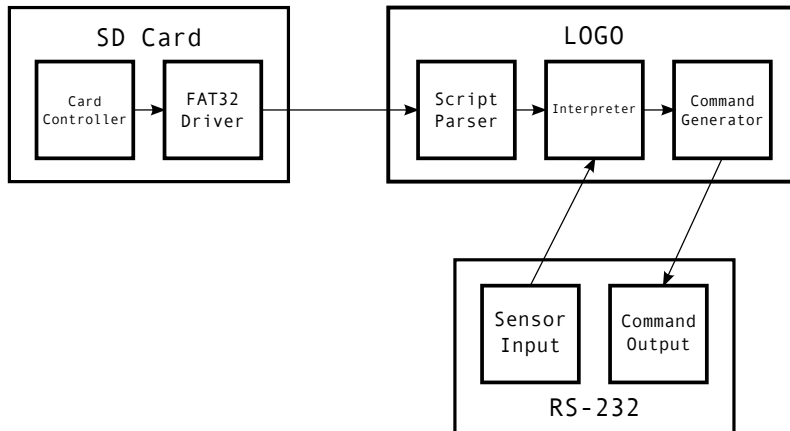 SD Card
Card
Controller
FAT32
Driver
LOGO
Script
Parser
Interpreter
Command
Generator
Sensor
Input
Command
Output
RS-232